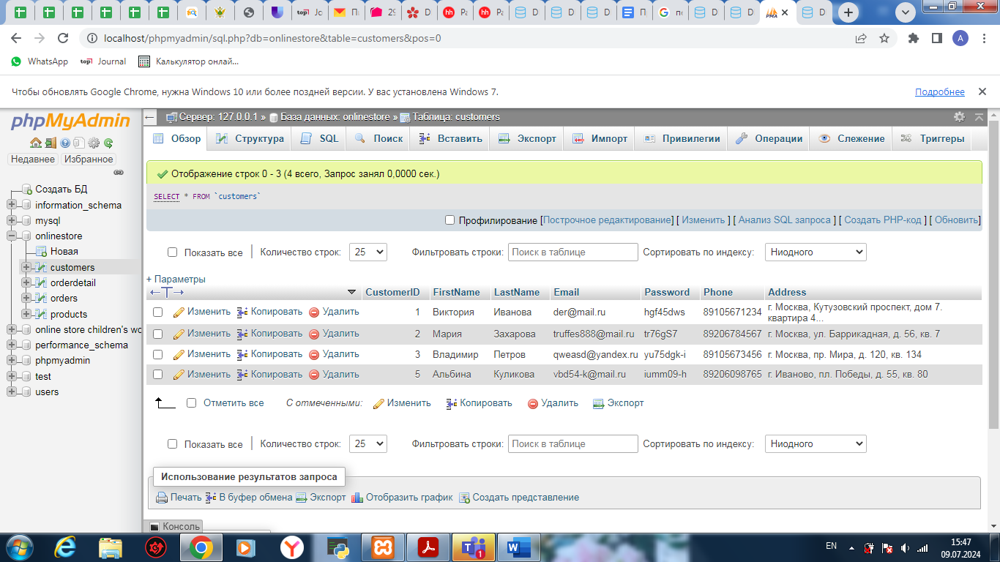 Jo
П
29
D
Ра
Ра
D
D
D
П
пе
D
D
D
localhost/phpmyadmin/sql.php?db=onlinestore&table=customers&pos=0
A
WhatsApp
Journal
Калькулятор онлай...
Чтобы обновлять Google Chrome, нужна Windows 10 или более поздней версии. У вас установлена Windows 7.
Подробнее
phpMyAdmin
Недавнее Избранное
Создать БД
information_schema
mysql
onlinestore
Новая
customers
orderdetail
orders
products
online store children's wo
performance_schema
phpmyadmin
test
users
Сервер: 127.0.0.1 » База данных: onlinestore » Таблица: customers
Обзор Структура SQL Поиск Вставить Экспорт Импорт Привилегии Операции Слежение Триггеры
Отображение строк 0 - 3 (4 всего, Запрос занял 0,0000 сек.)
SELECT * FROM `customers`
Профилирование [Построчное редактирование] [ Изменить ] [ Анализ SQL запроса ] [ Создать PHP-код ] [ Обновить]
Показать все Количество строк: 25 Фильтровать строки: Поиск в таблице Сортировать по индексу: Ниодного
+ Параметры
CustomerID FirstName LastName Email Password Phone Address
Изменить Копировать Удалить 1 Виктория Иванова der@mail.ru hgf45dws 89105671234 г. Москва, Кутузовский проспект, дом 7. квартира 4...
Изменить Копировать Удалить 2 Мария Захарова truffes888@mail.ru tr76gS7 89206784567 г. Москва, ул. Баррикадная, д. 56, кв. 7
Изменить Копировать Удалить 3 Владимир Петров qweasd@yandex.ru yu75dgk-i 89105673456 г. Москва, пр. Мира, д. 120, кв. 134
Изменить Копировать Удалить 5 Альбина Куликова vbd54-k@mail.ru iumm09-h 89206098765 г. Иваново, пл. Победы, д. 55, кв. 80
Отметить все С отмеченными: Изменить Копировать Удалить Экспорт
Показать все Количество строк: 25 Фильтровать строки: Поиск в таблице Сортировать по индексу: Ниодного
Использование результатов запроса
Печать В буфер обмена Экспорт Отобразить график Создать представление
Консоль
EN
15:47
09.07.2024